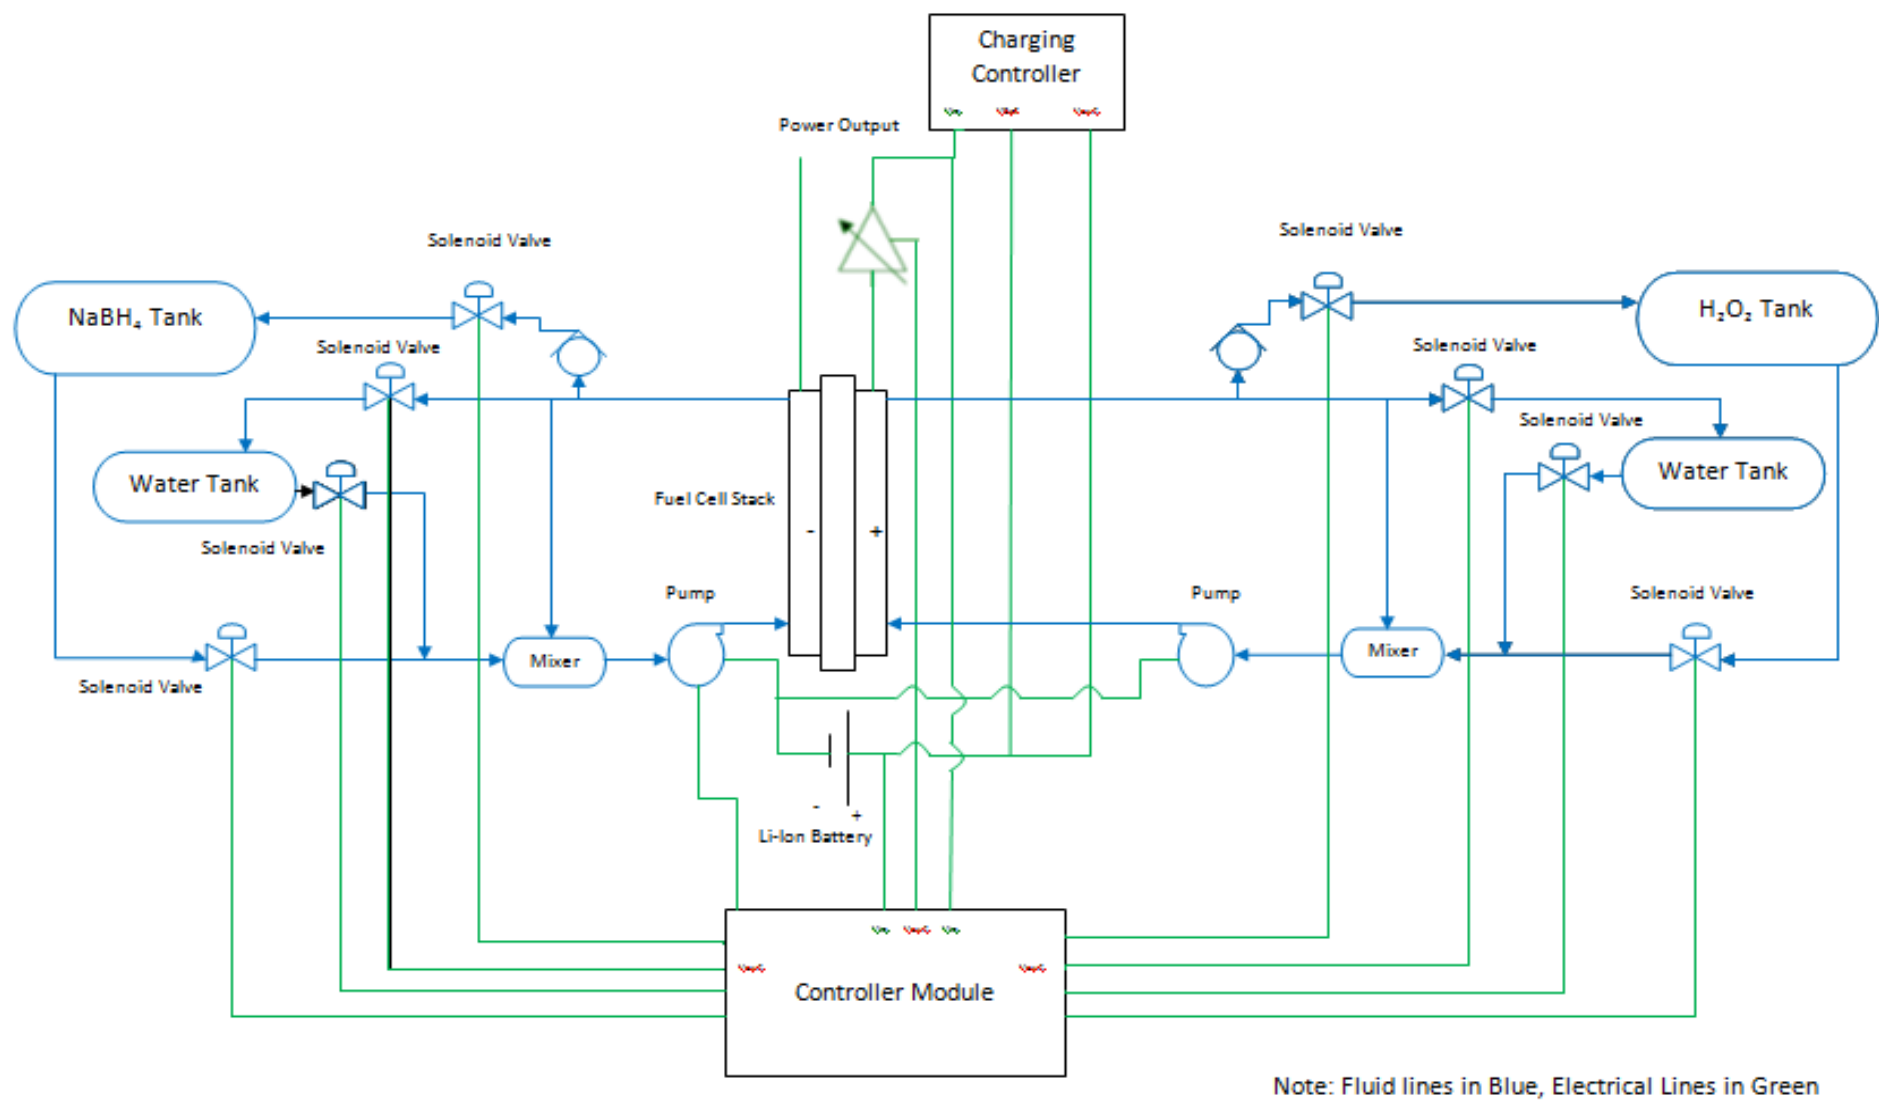 Charging
Controller
Power Output
Solenoid Valve
Solenoid Valve
NaBH₄ Tank
H₂O₂ Tank
Solenoid Valve
Solenoid Valve
Solenoid Valve
Water Tank
Water Tank
Fuel Cell Stack
- +
Solenoid Valve
Pump
Pump
Solenoid Valve
Mixer
Mixer
Solenoid Valve
- +
Li-Ion Battery
Controller Module
Note: Fluid lines in Blue, Electrical Lines in Green